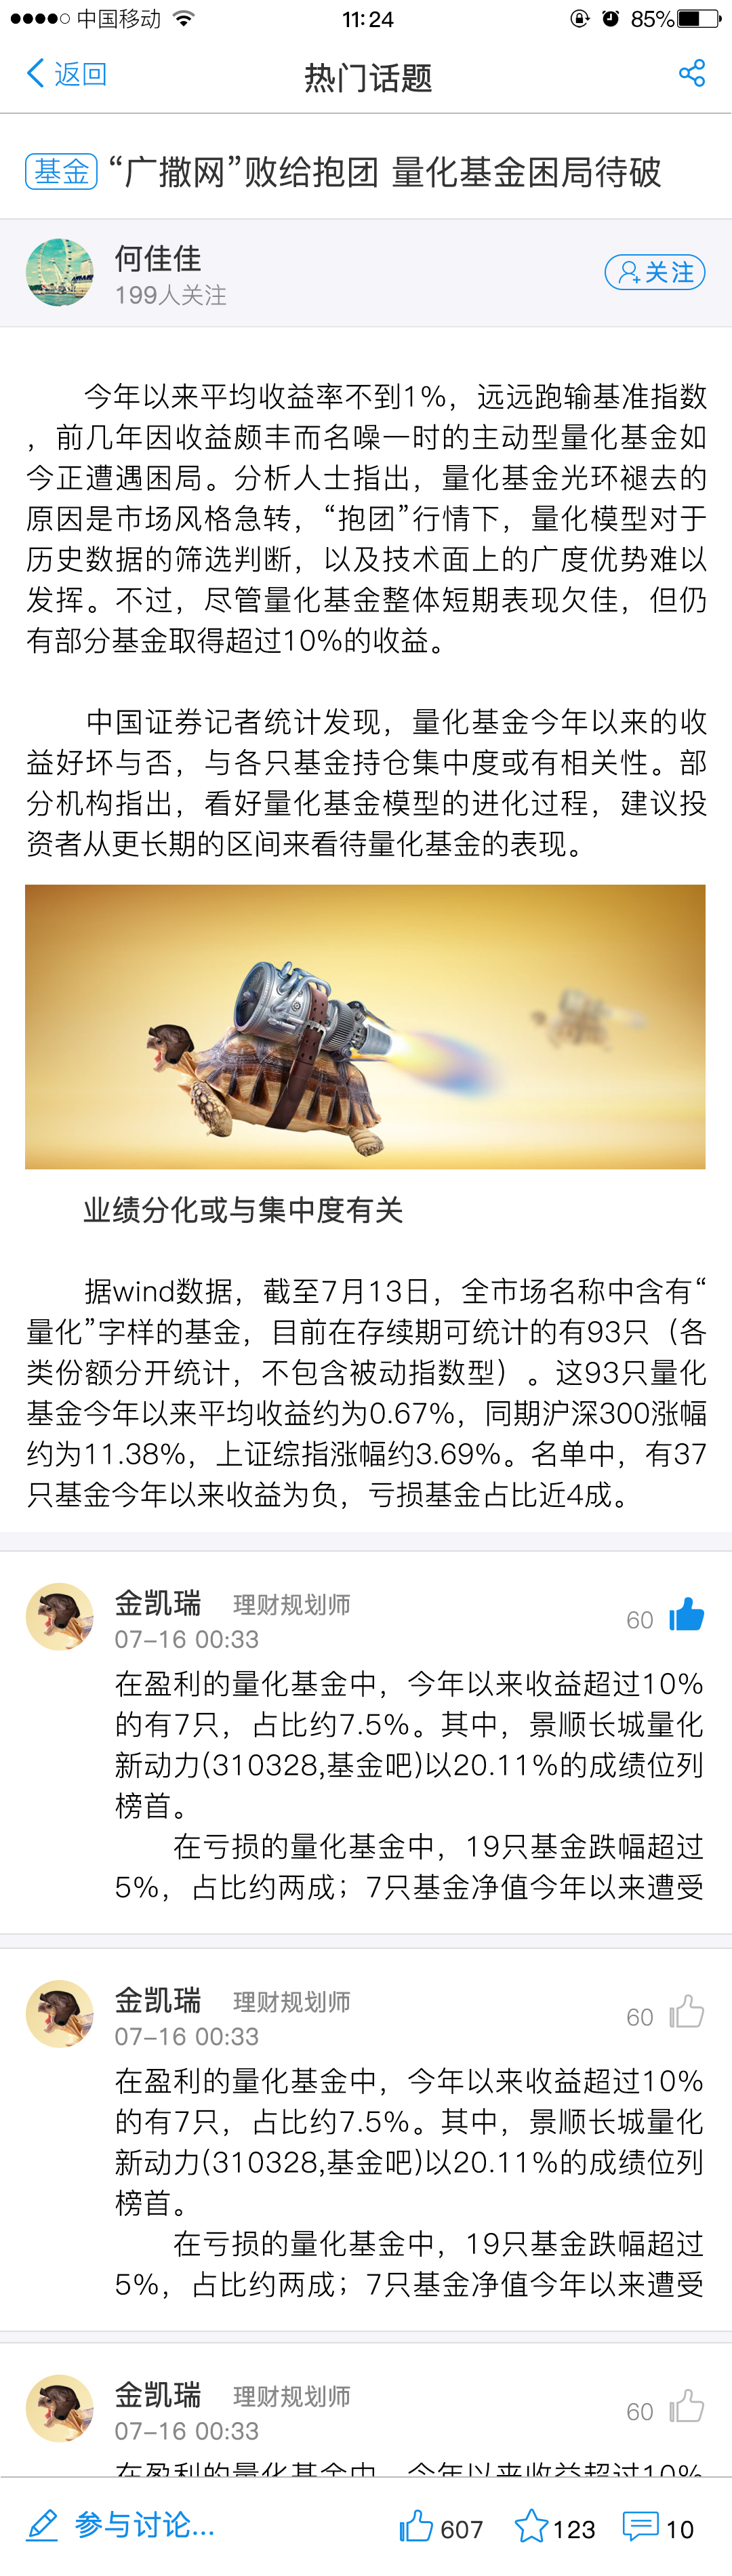 中国移动 11:24 85%
返回 热门话题
基金 “广撒网”败给抱团 量化基金困局待破
何佳佳
199人关注
关注
今年以来平均收益率不到1%，远远跑输基准指数
，前几年因收益颇丰而名噪一时的主动型量化基金如
今正遭遇困局。分析人士指出，量化基金光环褪去的
原因是市场风格急转，“抱团”行情下，量化模型对于
历史数据的筛选判断，以及技术面上的广度优势难以
发挥。不过，尽管量化基金整体短期表现欠佳，但仍
有部分基金取得超过10%的收益。
中国证券记者统计发现，量化基金今年以来的收
益好坏与否，与各只基金持仓集中度或有相关性。部
分机构指出，看好量化基金模型的进化过程，建议投
资者从更长期的区间来看待量化基金的表现。
业绩分化或与集中度有关
据wind数据，截至7月13日，全市场名称中含有“
量化”字样的基金，目前在存续期可统计的有93只（各
类份额分开统计，不包含被动指数型）。这93只量化
基金今年以来平均收益约为0.67%，同期沪深300涨幅
约为11.38%，上证综指涨幅约3.69%。名单中，有37
只基金今年以来收益为负，亏损基金占比近4成。
金凯瑞 理财规划师
07-16 00:33
60
在盈利的量化基金中，今年以来收益超过10%
的有7只，占比约7.5%。其中，景顺长城量化
新动力(310328,基金吧)以20.11%的成绩位列
榜首。
在亏损的量化基金中，19只基金跌幅超过
5%，占比约两成；7只基金净值今年以来遭受
金凯瑞 理财规划师
07-16 00:33
60
在盈利的量化基金中，今年以来收益超过10%
的有7只，占比约7.5%。其中，景顺长城量化
新动力(310328,基金吧)以20.11%的成绩位列
榜首。
在亏损的量化基金中，19只基金跌幅超过
5%，占比约两成；7只基金净值今年以来遭受
金凯瑞 理财规划师
07-16 00:33
60
在盈利的量化基金中，今年以来收益超过10%
参与讨论... 607 123 10